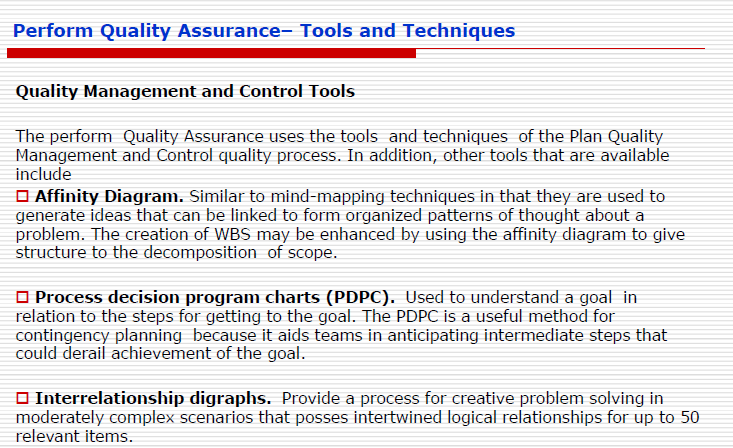 Perform Quality Assurance– Tools and Techniques
Quality Management and Control Tools
The perform Quality Assurance uses the tools and techniques of the Plan Quality
Management and Control quality process. In addition, other tools that are available
include
Affinity Diagram. Similar to mind-mapping techniques in that they are used to
generate ideas that can be linked to form organized patterns of thought about a
problem. The creation of WBS may be enhanced by using the affinity diagram to give
structure to the decomposition of scope.
Process decision program charts (PDPC). Used to understand a goal in
relation to the steps for getting to the goal. The PDPC is a useful method for
contingency planning because it aids teams in anticipating intermediate steps that
could derail achievement of the goal.
Interrelationship digraphs. Provide a process for creative problem solving in
moderately complex scenarios that posses intertwined logical relationships for up to 50
relevant items.